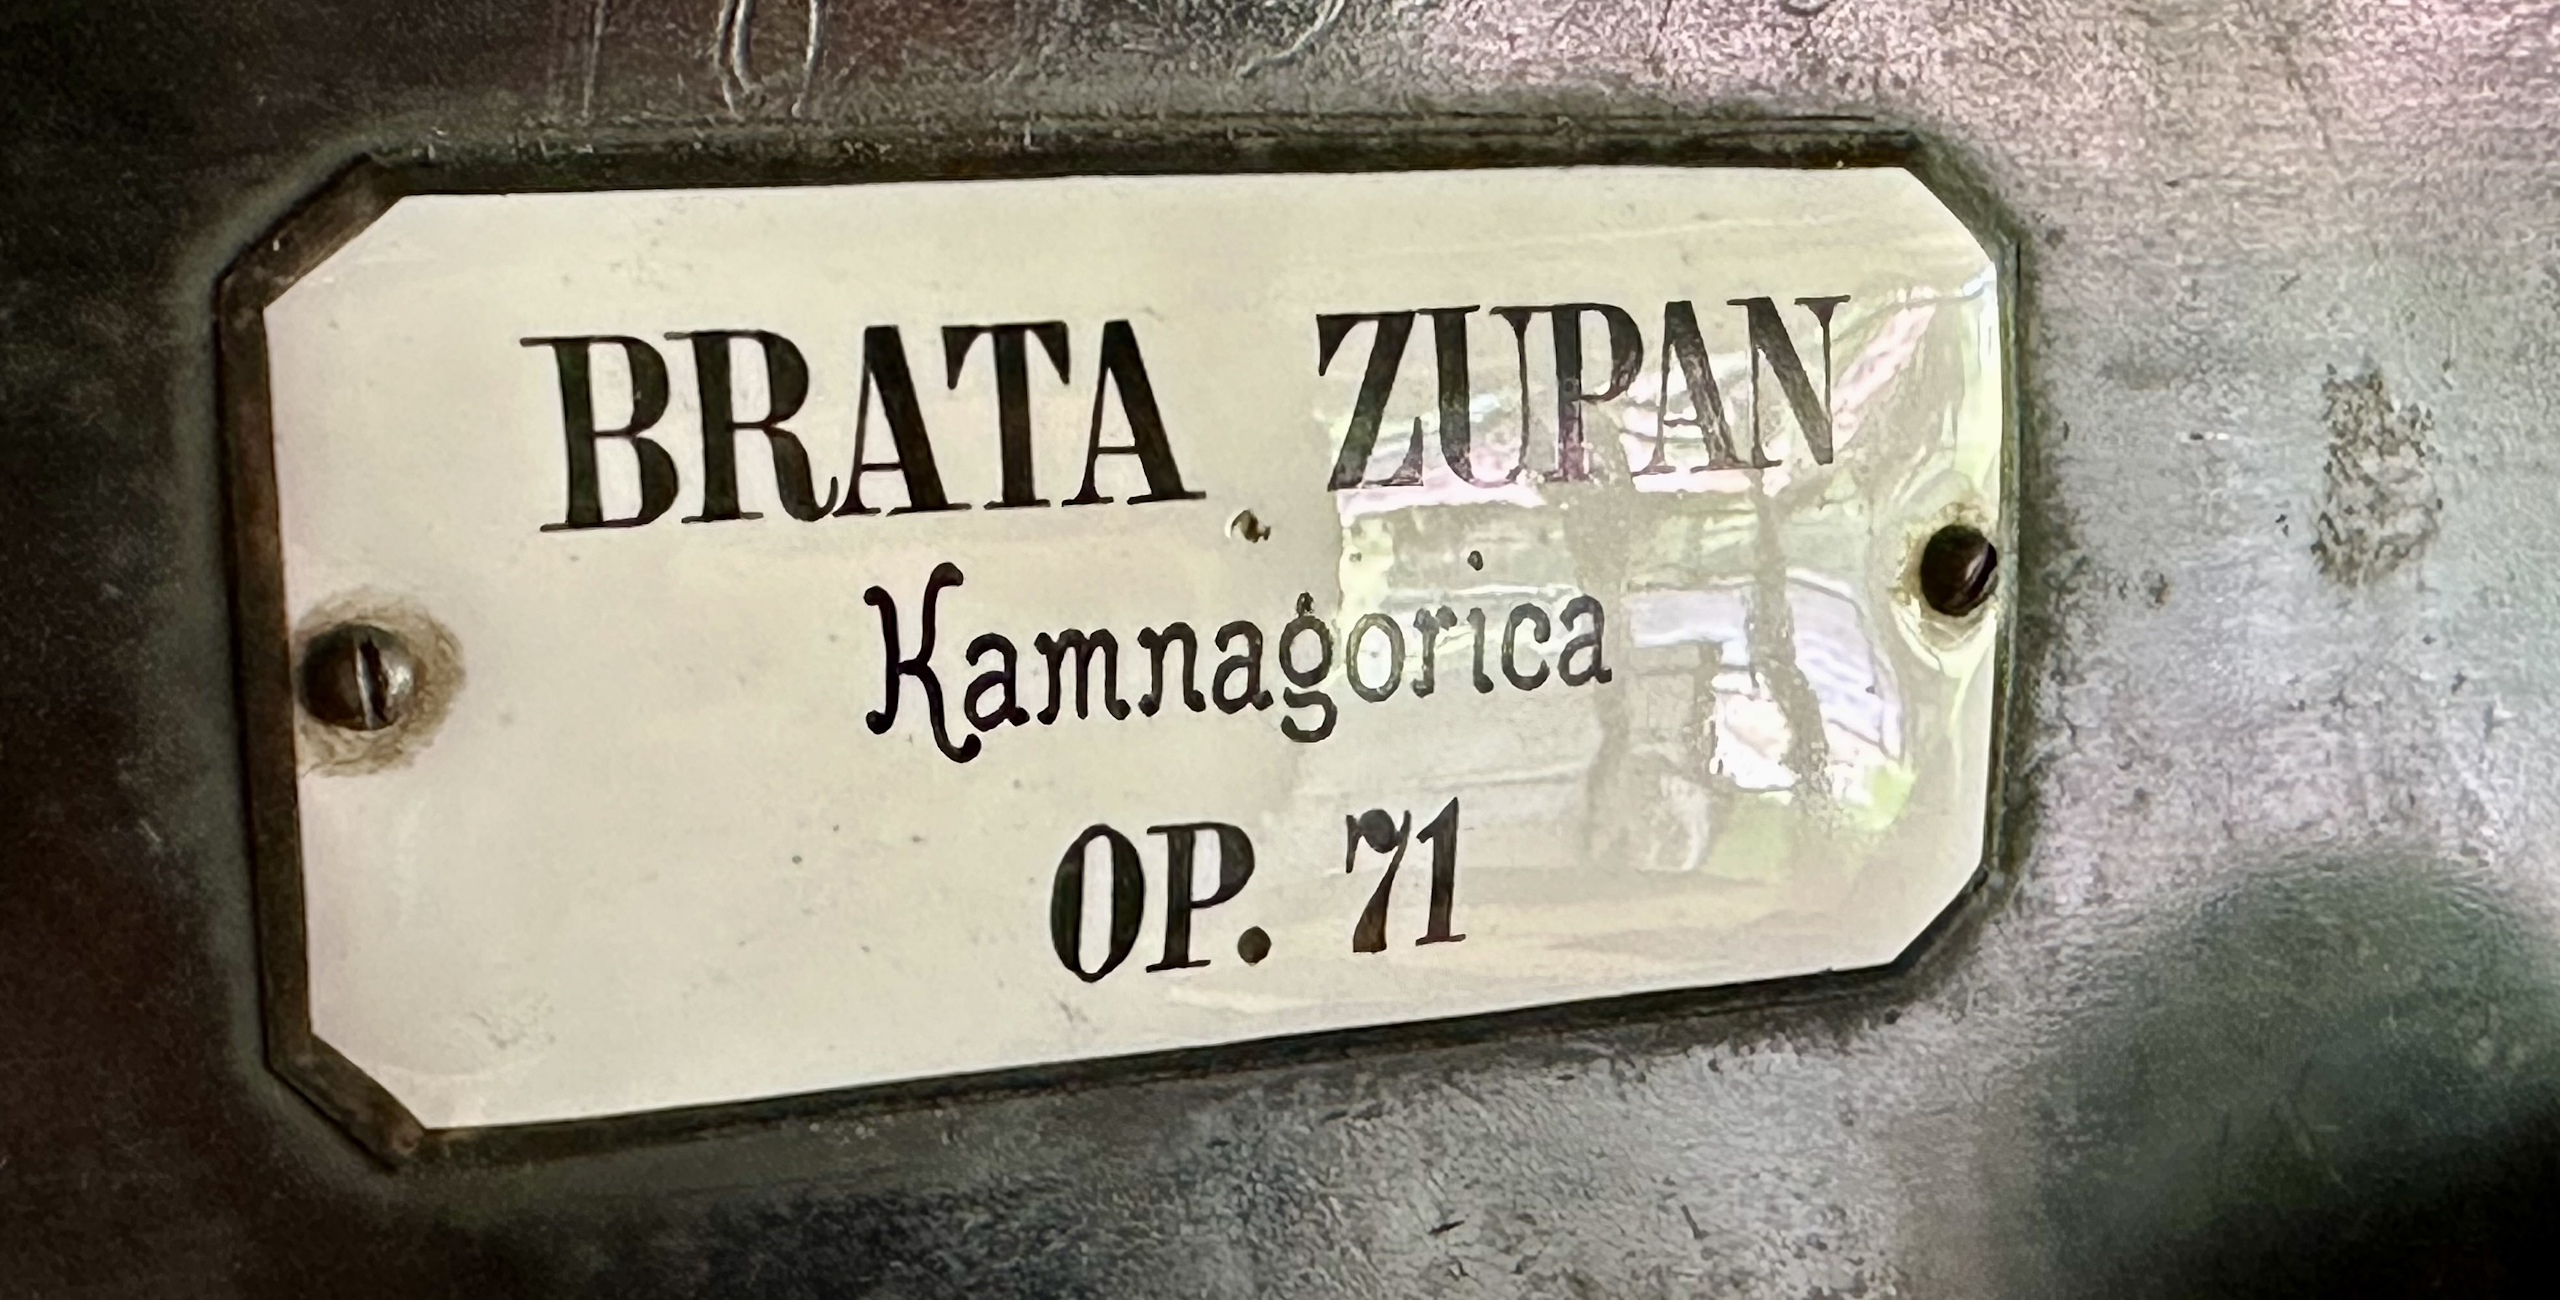 BRATA ZUPAN
Kamnagorica
OP. 71